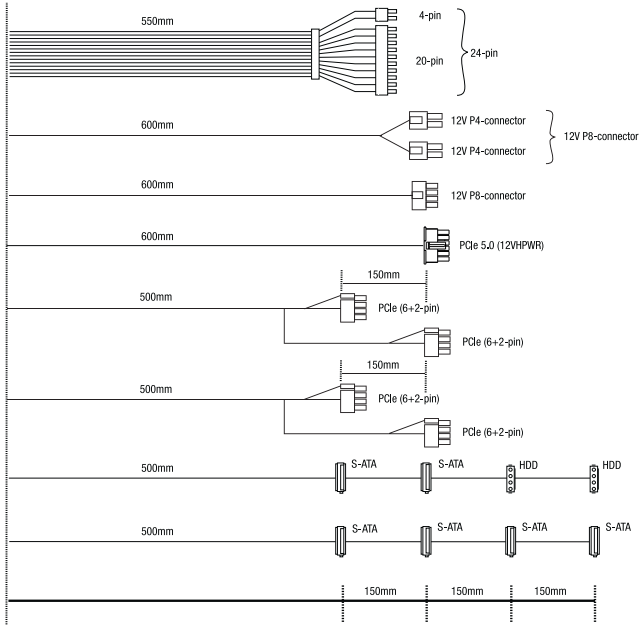 550mm
4-pin
20-pin
24-pin
600mm
12V P4-connector
12V P4-connector
12V P8-connector
600mm
12V P8-connector
600mm
PCIe 5.0 (12VHPWR)
150mm
500mm
PCIe (6+2-pin)
PCIe (6+2-pin)
150mm
500mm
PCIe (6+2-pin)
PCIe (6+2-pin)
500mm
S-ATA
S-ATA
HDD
HDD
500mm
S-ATA
S-ATA
S-ATA
S-ATA
150mm
150mm
150mm